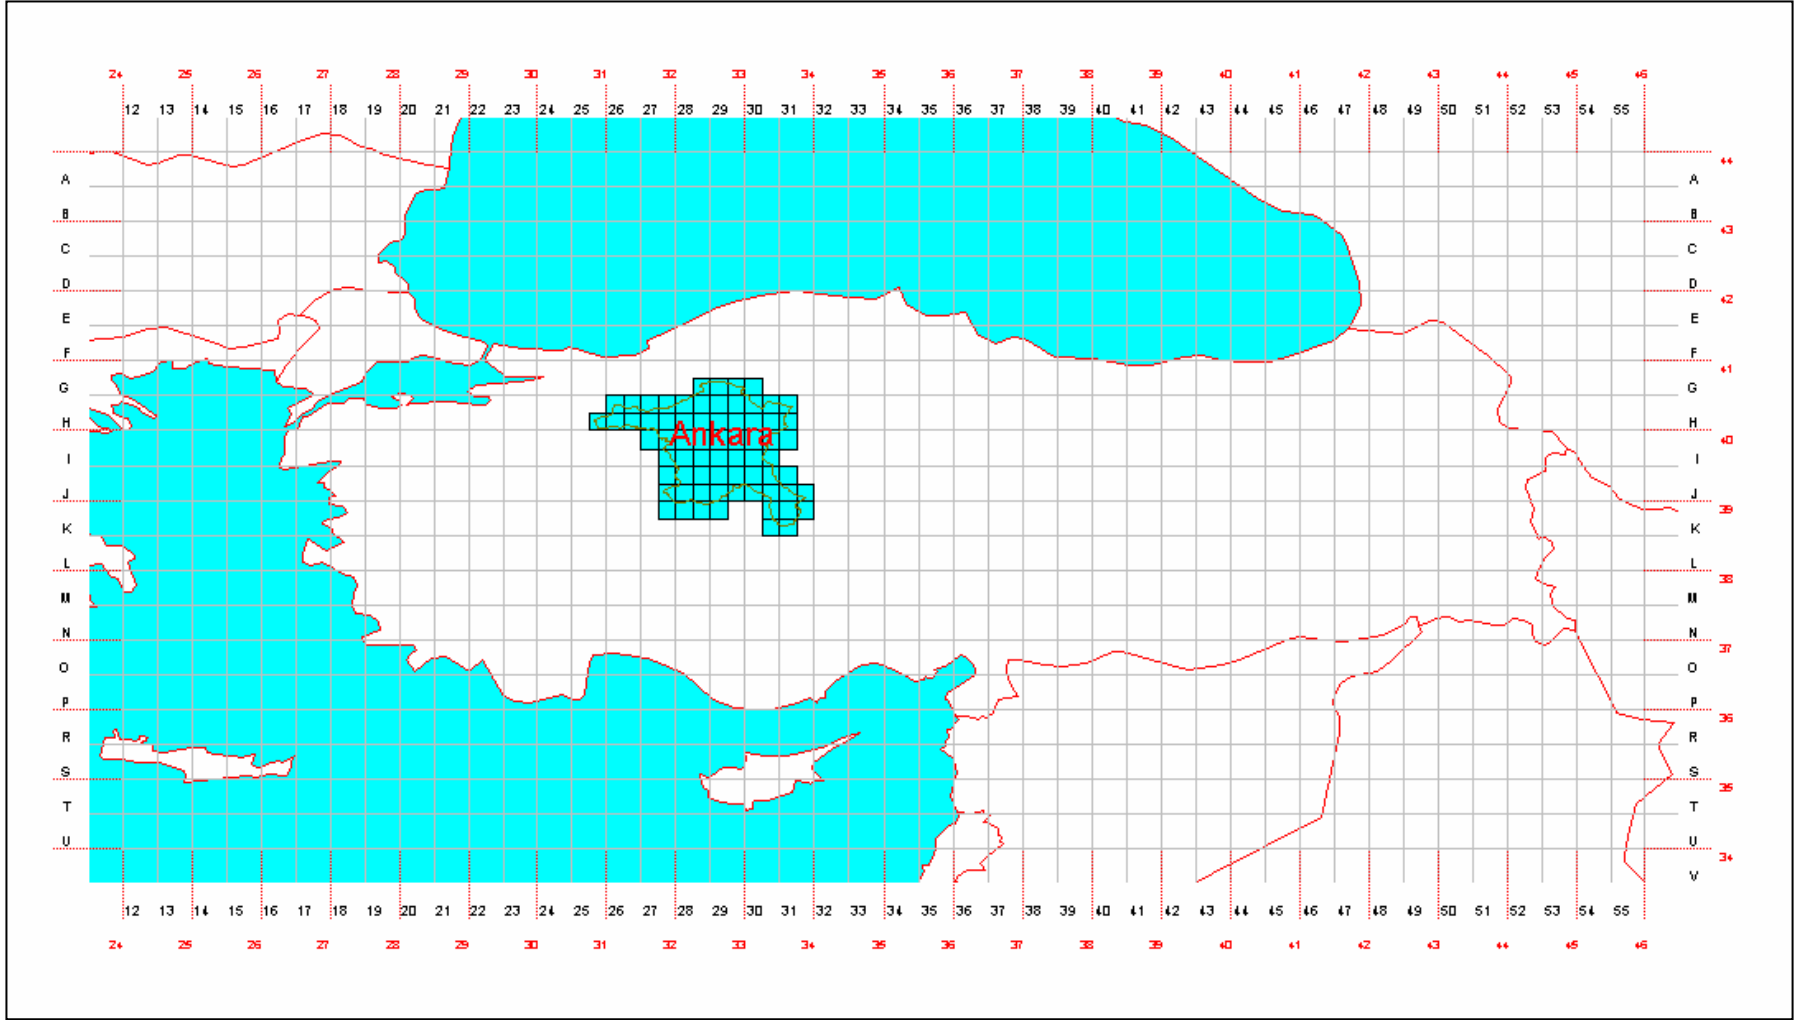 24 25 26 27 28 29 30 31 32 33 34 35 36 37 38 39 40 41 42 43 44 45 46
12 13 14 15 16 17 18 19 20 21 22 23 24 25 26 27 28 29 30 31 32 33 34 35 36 37 38 39 40 41 42 43 44 45 46 47 48 49 50 51 52 53 54 55
44
A A
B B
43
C C
D D
42
E E
F F
41
G G
H H
Ankara
40
I I
J J
39
K K
L L
38
M M
N N
37
O O
P P
36
R R
S S
35
T T
U U
34
V
12 13 14 15 16 17 18 19 20 21 22 23 24 25 26 27 28 29 30 31 32 33 34 35 36 37 38 39 40 41 42 43 44 45 46 47 48 49 50 51 52 53 54 55
24 25 26 27 28 29 30 31 32 33 34 35 36 37 38 39 40 41 42 43 44 45 46